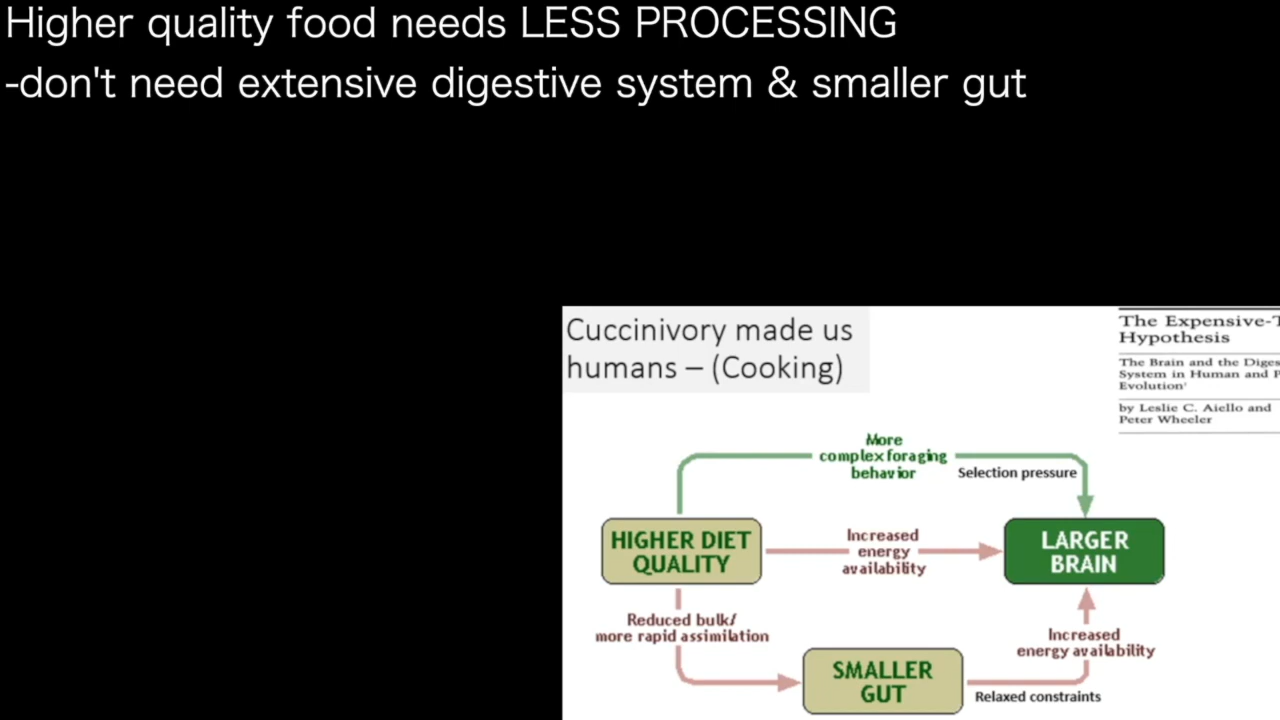 Higher quality food needs LESS PROCESSING
-don't need extensive digestive system & smaller gut
Cuccinivory made us
humans – (Cooking)
The Expensive-
Hypothesis
The Brain and the
System in Human and
Evolution¹
by Leslie C. Aiello and
Peter Wheeler
More
complex foraging
behavior
Selection pressure
HIGHER DIET
QUALITY
Increased
energy
availability
LARGER
BRAIN
Reduced bulk/
more rapid assimilation
Increased
energy availability
SMALLER
GUT
Relaxed constraints